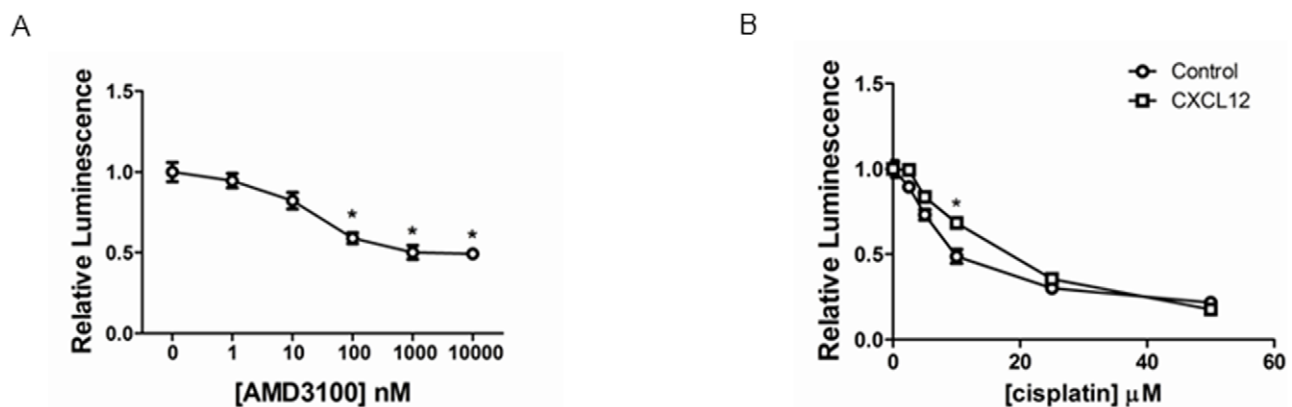 A
Relative Luminescence
1.5
1.0
0.5
0.0
*
*
*
0
1
10
100
1000
10000
[AMD3100] nM
B
Control
CXCL12
Relative Luminescence
1.5
1.0
0.5
0.0
*
0
20
40
60
[cisplatin] μM